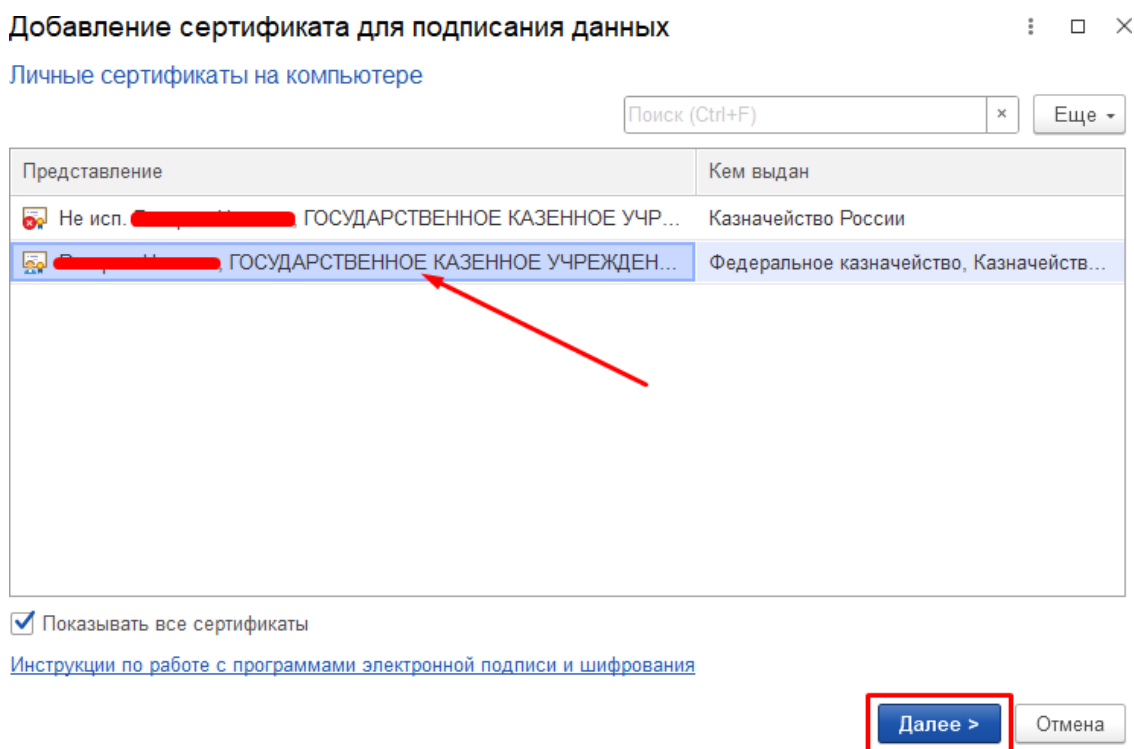 Добавление сертификата для подписания данных
Личные сертификаты на компьютере
Поиск (Ctrl+F) × Еще
Представление Кем выдан
Не исп. , ГОСУДАРСТВЕННОЕ КАЗЕННОЕ УЧР... Казначейство России
, ГОСУДАРСТВЕННОЕ КАЗЕННОЕ УЧРЕЖДЕН... Федеральное казначейство, Казначейств...
Показывать все сертификаты
Инструкции по работе с программами электронной подписи и шифрования
Далее > Отмена